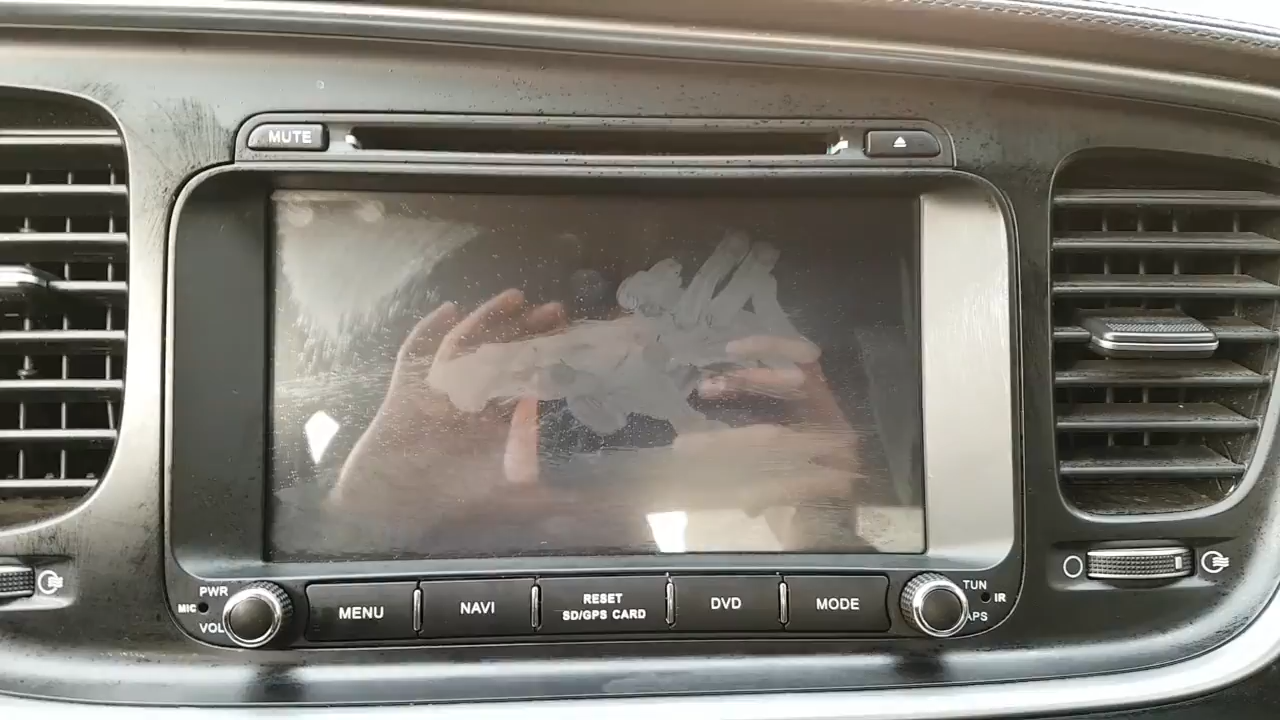 MUTE
PWR
MIC
VOL
MENU
NAVI
RESET
SD/GPS CARD
DVD
MODE
TUN
IR
APS